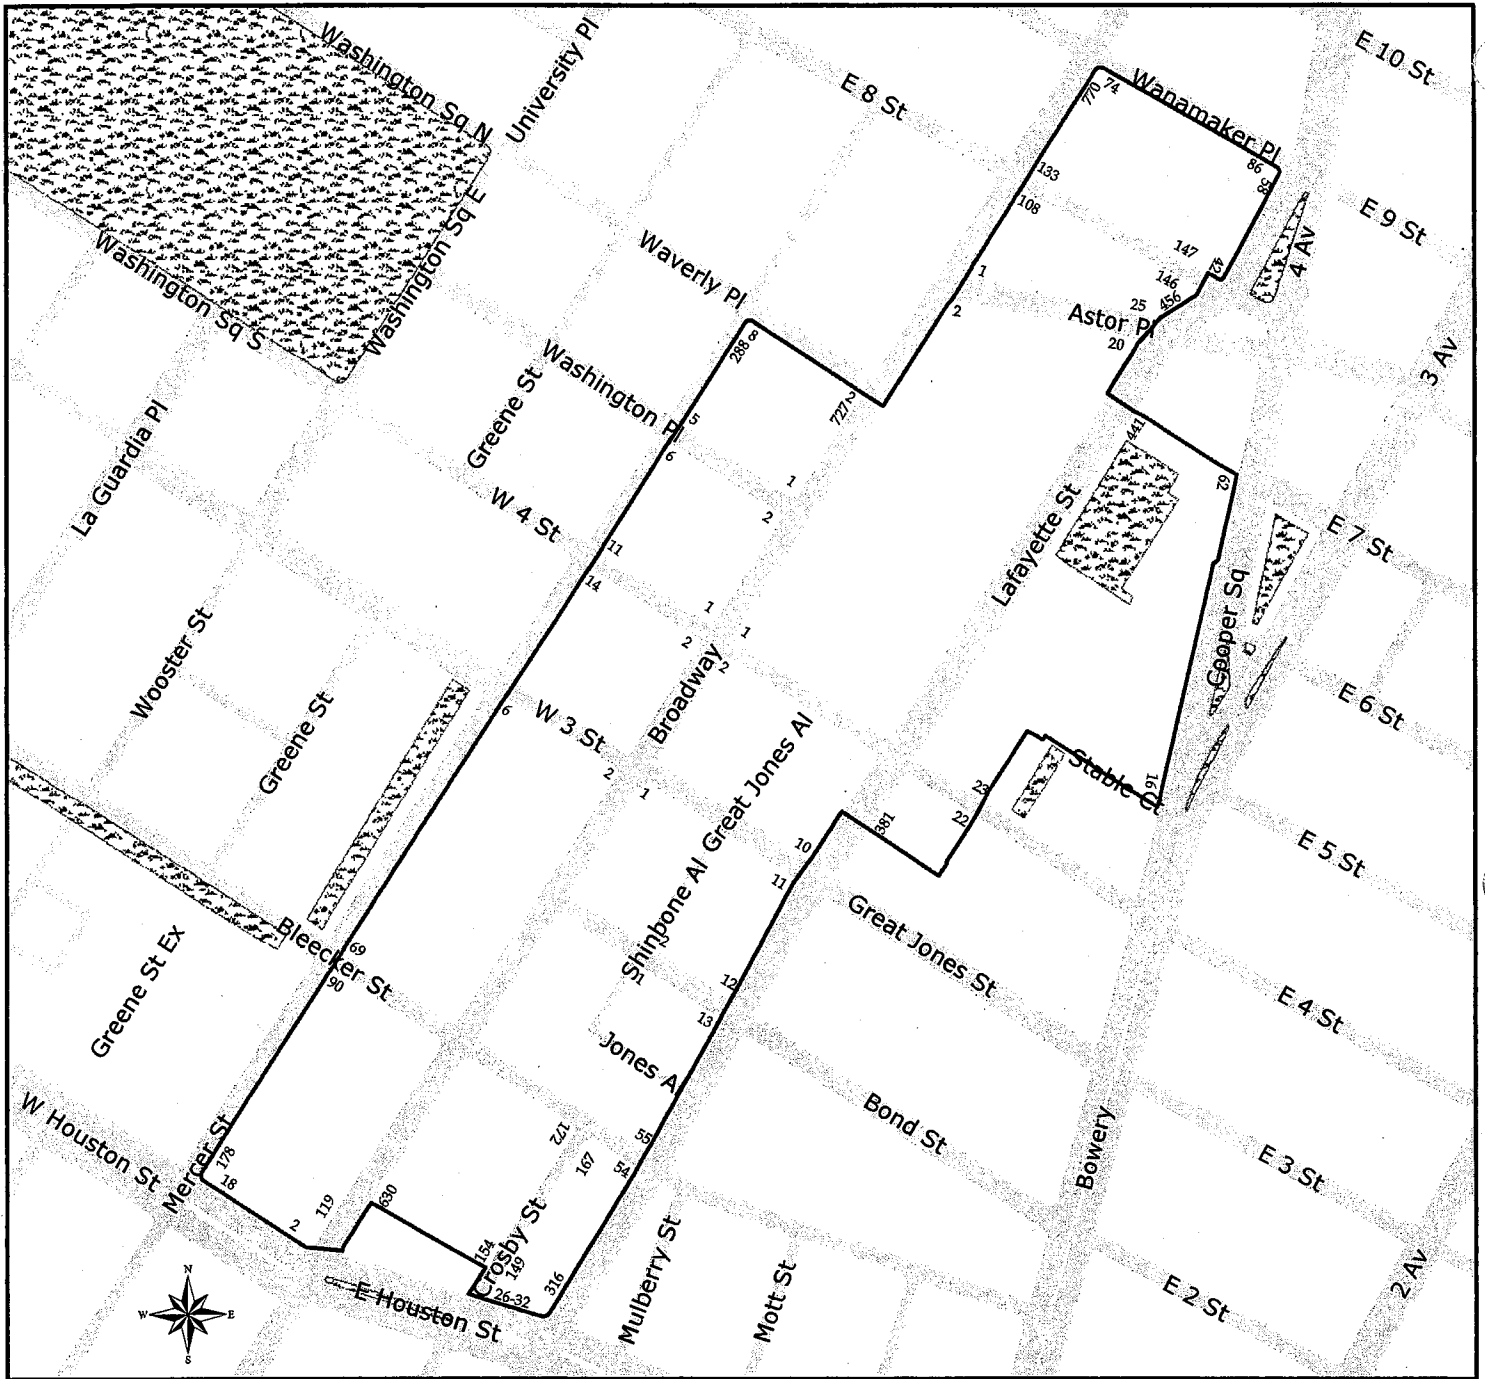 Washington Sq N
University Pl
E 8 St
Wanamaker Pl
E 10 St
770
74
86
58
133
108
E 9 St
4 Av
147
42
146
456
25
Astor Pl
20
1
2
Washington Sq E
Washington Sq S
Waverly Pl
288
8
727
2
3 Av
Washington Pl
Greene St
5
6
441
62
La Guardia Pl
W 4 St
11
14
1
2
Lafayette St
E 7 St
Cooper Sq
1
2
1
2
Broadway
Wooster St
Greene St
6
W 3 St
2
1
E 6 St
Great Jones Al
Stable Ct
16
23
22
381
E 5 St
10
11
Shinbone Al
2
1
Great Jones St
Bleecker St
69
90
12
13
E 4 St
Greene St Ex
Jones Al
Bond St
Bowery
E 3 St
W Houston St
Mercer St
178
18
172
167
55
54
119
2
630
Crosby St
154
149
26-32
316
Mulberry St
Mott St
E 2 St
2 Av
E Houston St
N
W
E
S